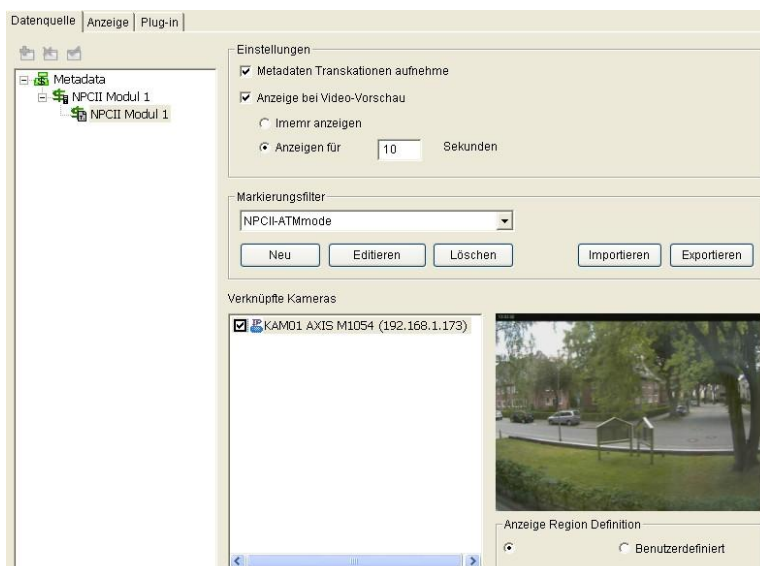 Datenquelle Anzeige Plug-in
Metadata
NPCII Modul 1
NPCII Modul 1
Einstellungen
Metadaten Transkationen aufnehme
Anzeige bei Video-Vorschau
Imemr anzeigen
Anzeigen für 10 Sekunden
Markierungsfilter
NPCII-ATMmode
Neu Editieren Löschen Importieren Exportieren
Verknüpfte Kameras
KAM01 AXIS M1054 (192.168.1.173)
Anzeige Region Definition
Benutzerdefiniert